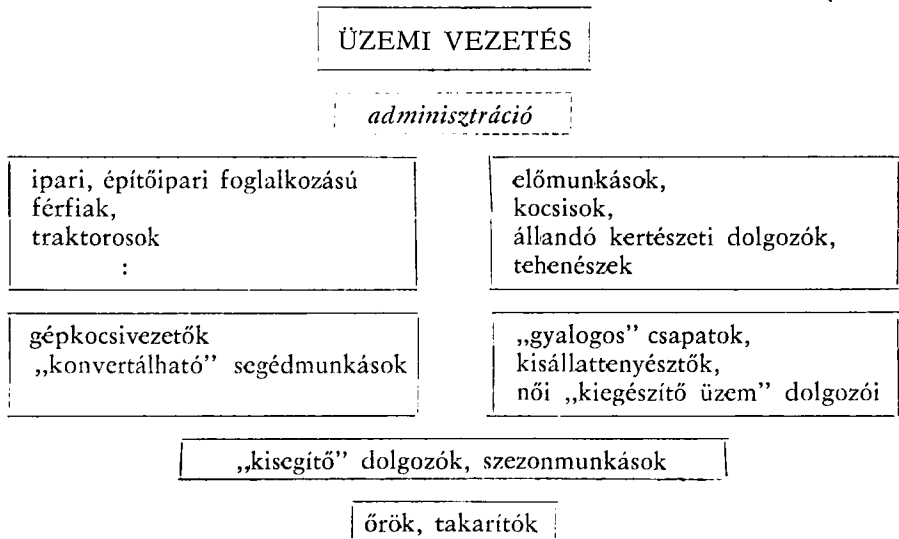 ÜZEMI VEZETÉS
adminisztráció
ipari, építőipari foglalkozású
férfiak,
traktorosok
:
előmunkások,
kocsisok,
állandó kertészeti dolgozók,
tehenészek
gépkocsivezetők
„konvertálható” segédmunkások
„gyalogos” csapatok,
kisállattenyésztők,
női „kiegészítő üzem” dolgozói
„kisegítő” dolgozók, szezonmunkások
őrök, takarítók